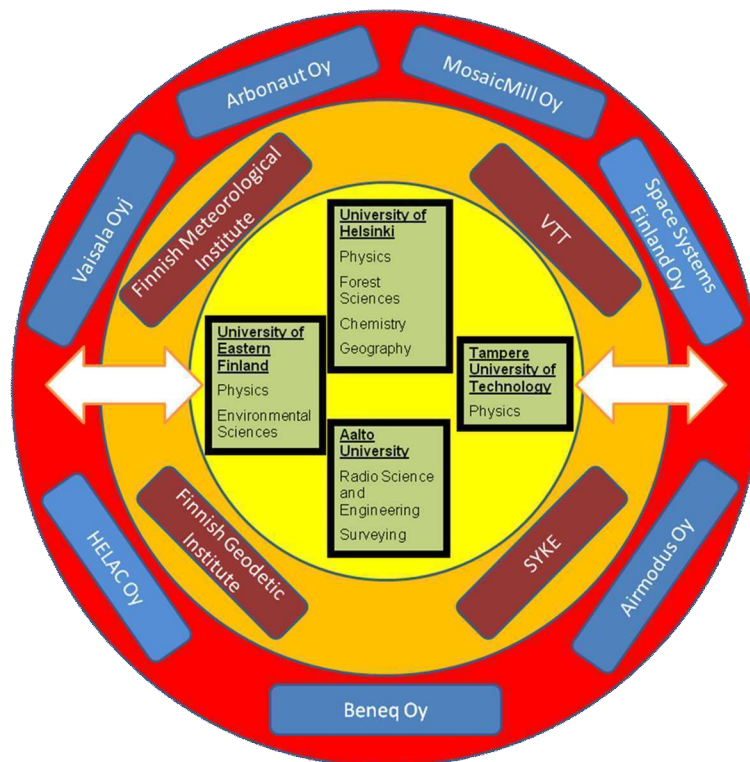 Arbonaut Oy
MosaicMill Oy
Vaisala Oyj
Space Systems
Finland Oy
Finnish Meteorological
Institute
VTT
University of
Helsinki
Physics
Forest
Sciences
Chemistry
Geography
University of
Eastern
Finland
Physics
Environmental
Sciences
Tampere
University of
Technology
Physics
Aalto
University
Radio Science
and
Engineering
Surveying
Finnish Geodetic
Institute
SYKE
HELAC Oy
Airmodus Oy
Beneq Oy